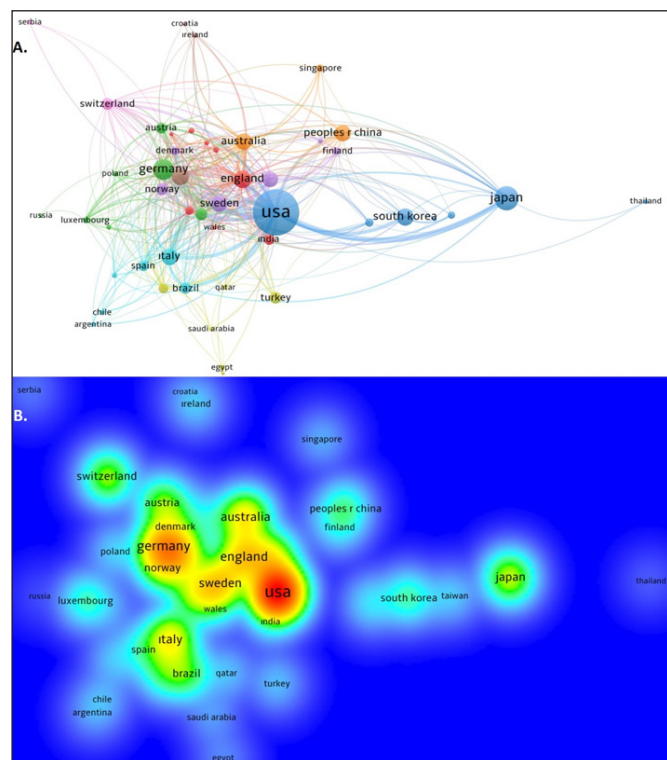 serbia
croatia
ireland
A.
singapore
switzerland
austria
australia
peoples r china
denmark
finland
germany
poland
england
norway
sweden
usa
japan
thailand
russia
luxembourg
south korea
wales
india
ıtaly
spain
brazil
qatar
turkey
chile
argentina
saudi arabia
egypt
serbia
croatia
ıreland
B.
singapore
switzerland
austria
peoples r china
australia
denmark
finland
germany
poland
england
norway
sweden
usa
japan
russia
luxembourg
south korea
taiwan
thailand
wales
india
ıtaly
spain
brazil
qatar
turkey
chile
argentina
saudi arabia
egypt